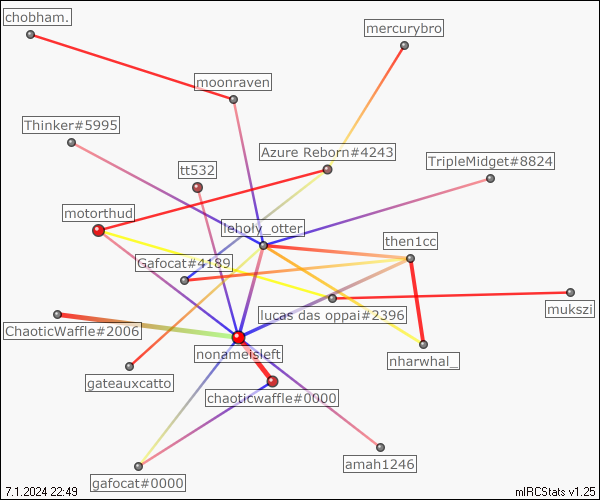 chobham.
mercurybro
moonraven
Thinker#5995
Azure Reborn#4243
TripleMidget#8824
tt532
motorthud
leholy_otter
then1cc
Gafocat#4189
mukszi
lucas das oppai#2396
ChaoticWaffle#2006
nonameisleft
nharwhal_
gateauxcatto
chaoticwaffle#0000
amah1246
gafocat#0000
7.1.2024 22:49
mIRCStats v1.25